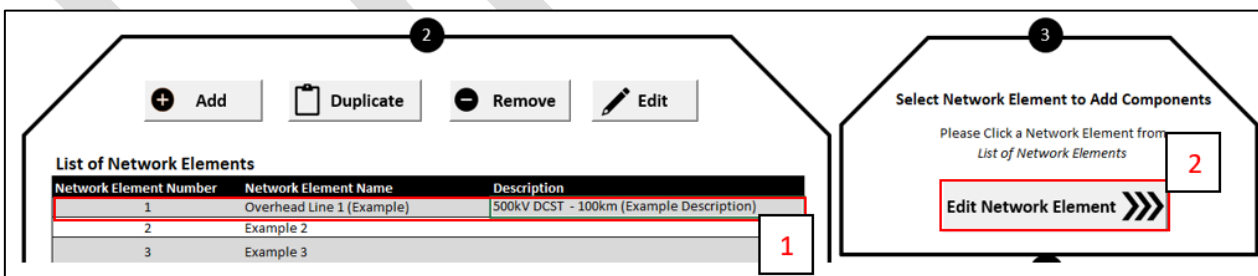 2
Add Duplicate Remove Edit
List of Network Elements
Network Element Number Network Element Name Description
1 Overhead Line 1 (Example) 500kV DCST - 100km (Example Description)
2 Example 2
3 Example 3
1
3
Select Network Element to Add Components
Please Click a Network Element from
List of Network Elements
2
Edit Network Element